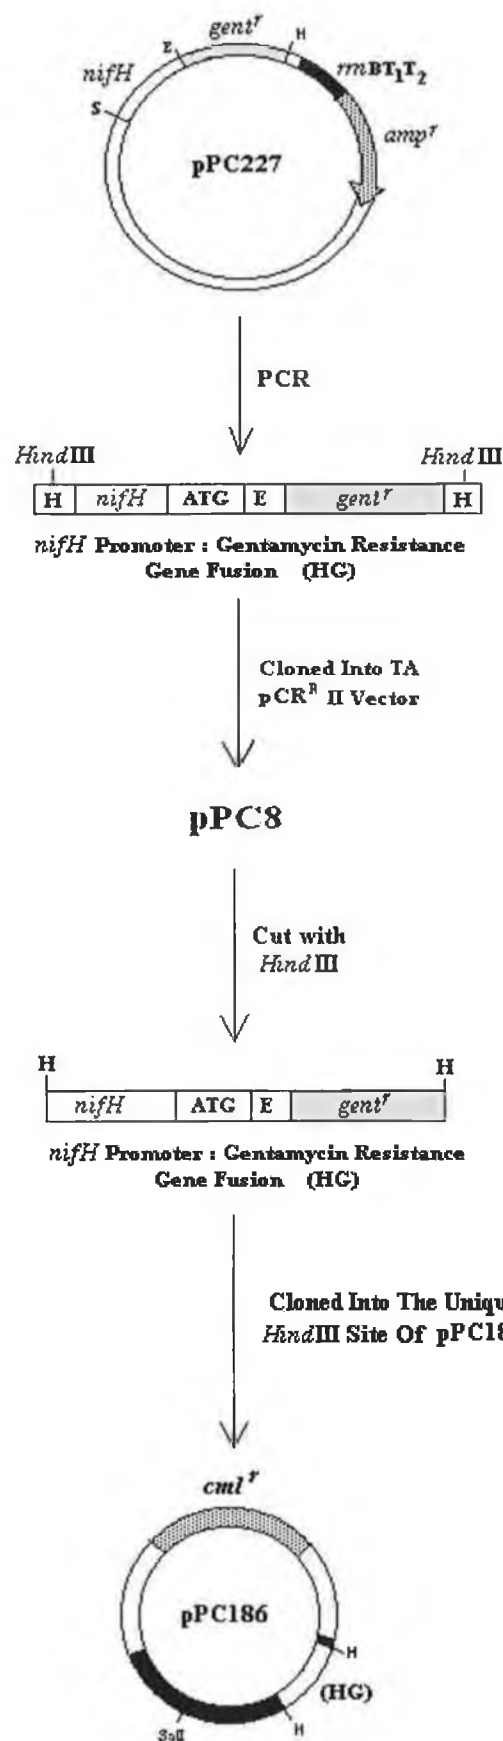 gentʳ
E
H
nifH
rrnBT₁T₂
S
ampʳ
pPC227
PCR
HindIII HindIII
H nifH ATG E gentʳ H
nifH Promoter : Gentamycin Resistance
Gene Fusion (HG)
Cloned Into TA
pCRᴿ II Vector
pPC8
Cut with
HindIII
H H
nifH ATG E gentʳ
nifH Promoter : Gentamycin Resistance
Gene Fusion (HG)
Cloned Into The Uniqu
HindIII Site Of pPC18
cmlʳ
pPC186
H
(HG)
H